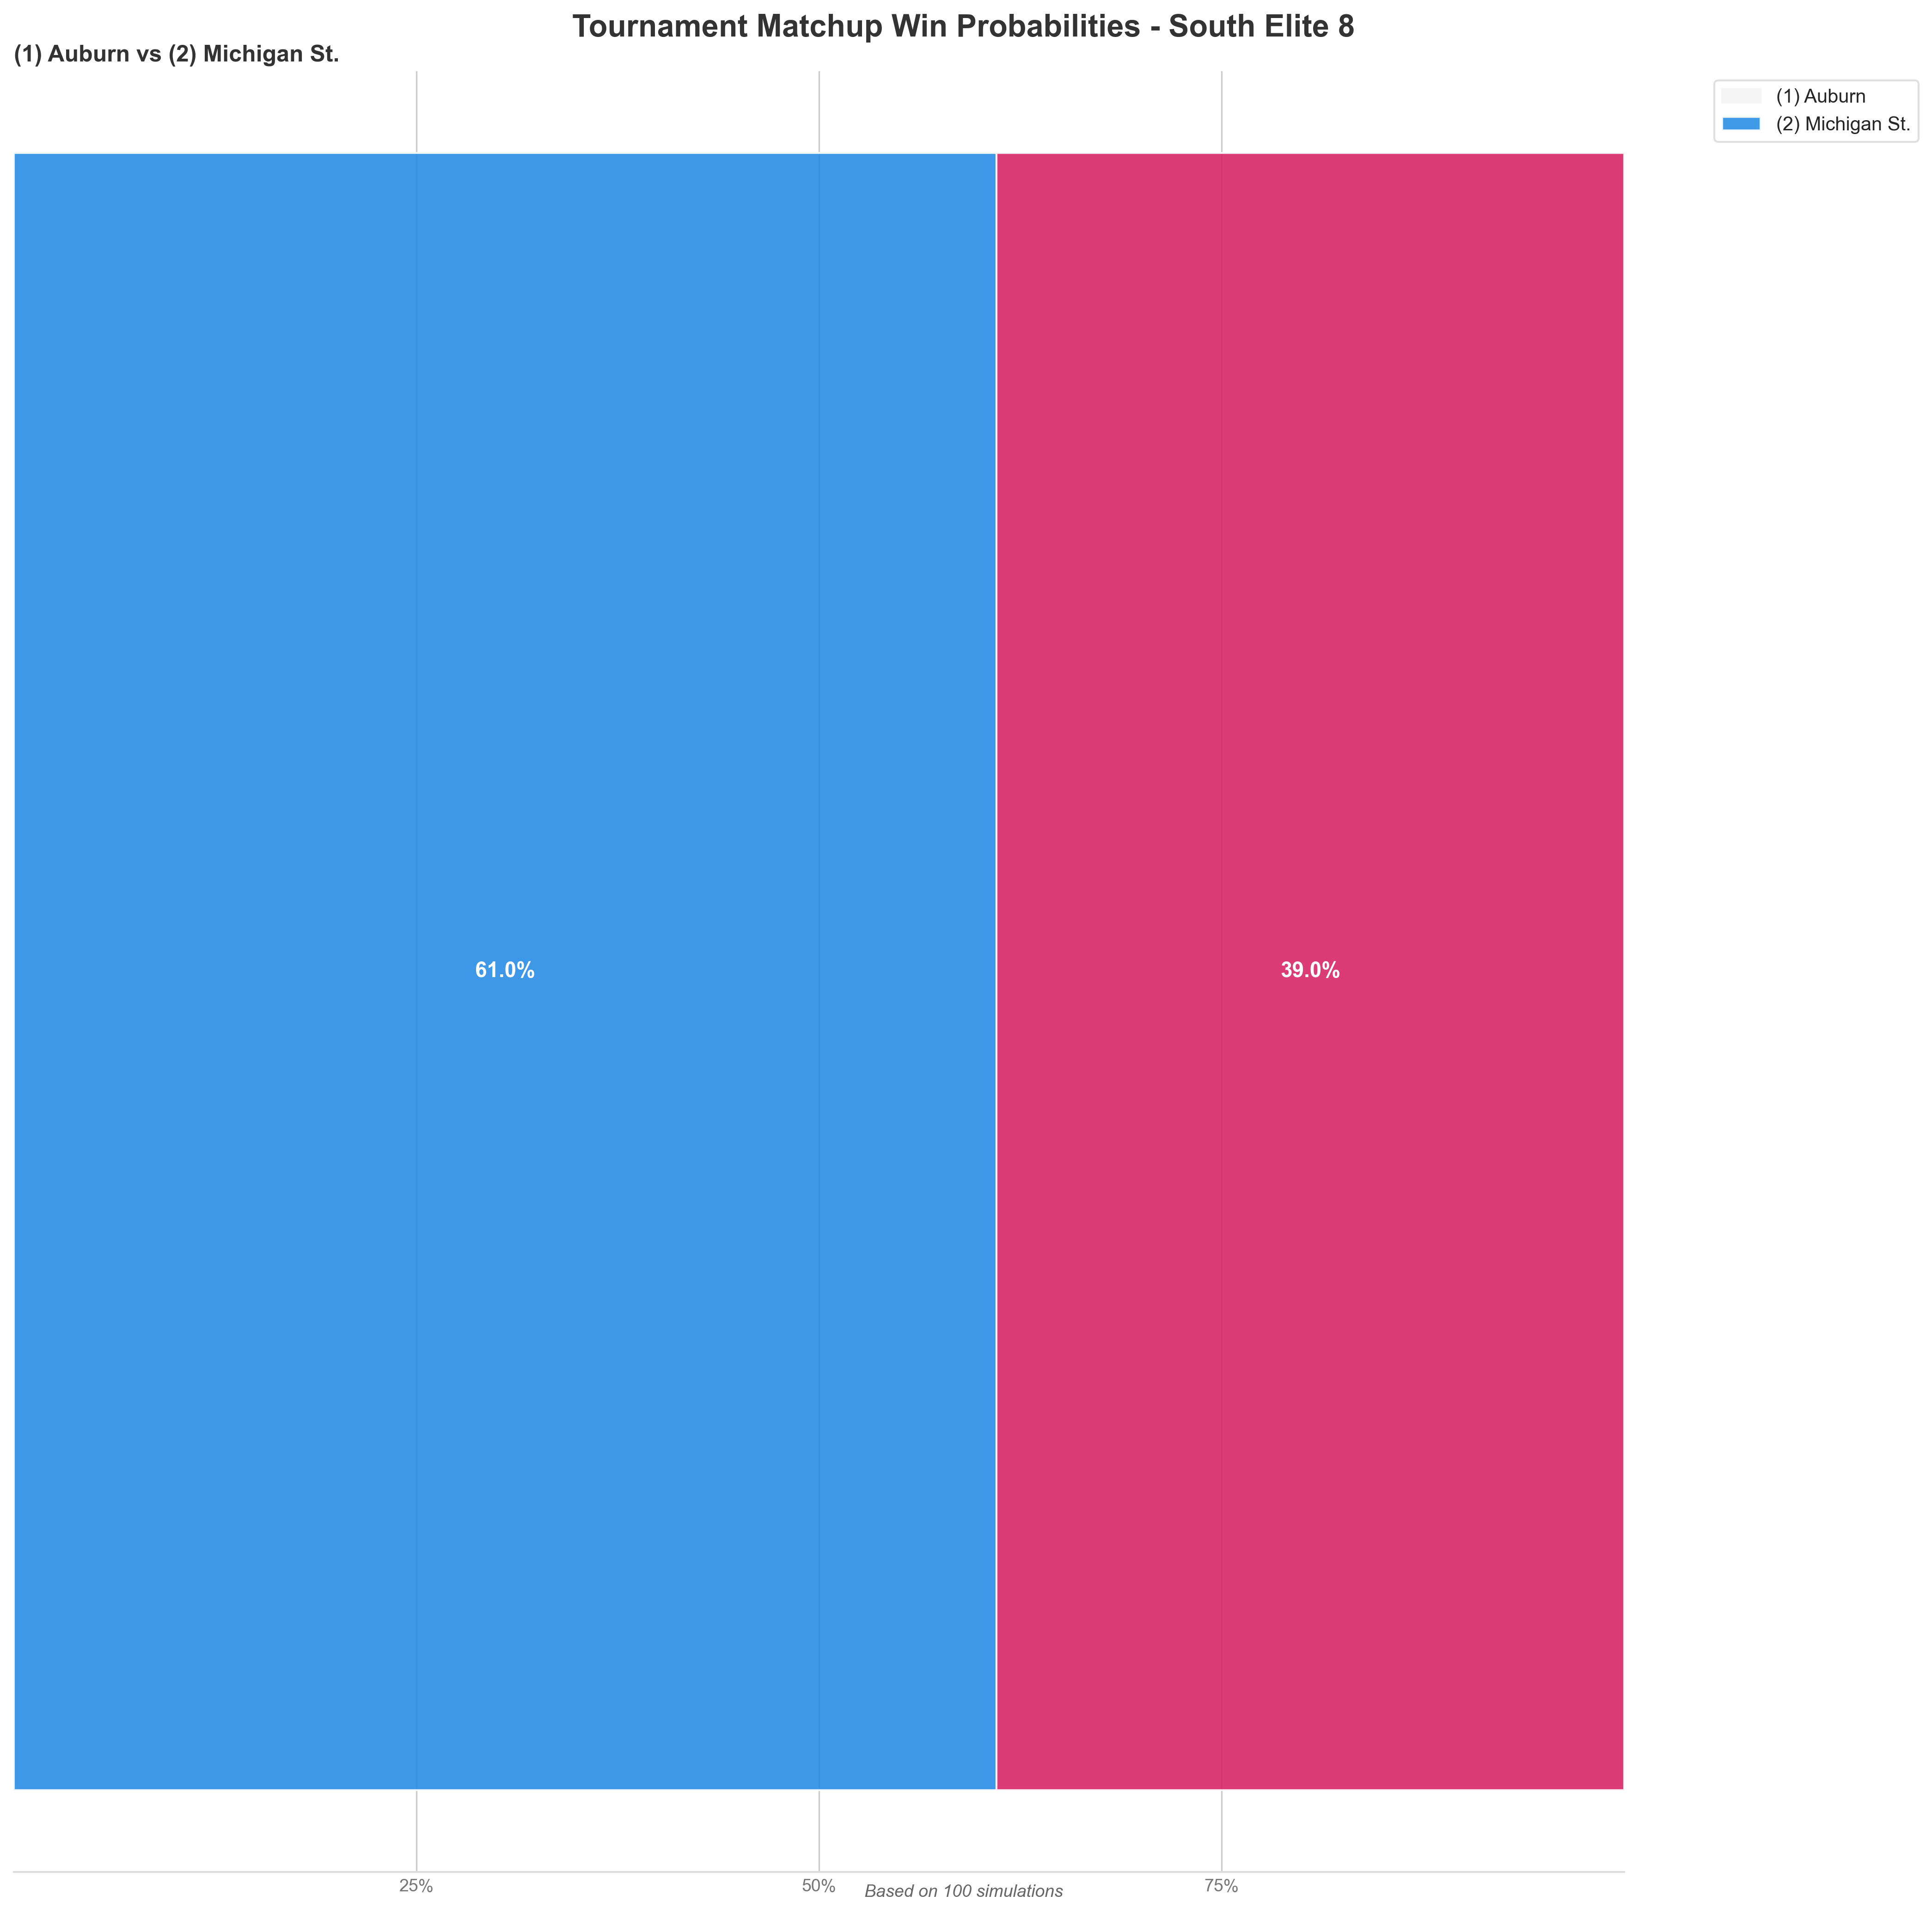 Tournament Matchup Win Probabilities - South Elite 8
(1) Auburn vs (2) Michigan St.
(1) Auburn
(2) Michigan St.
61.0%
39.0%
25%
50%
75%
Based on 100 simulations